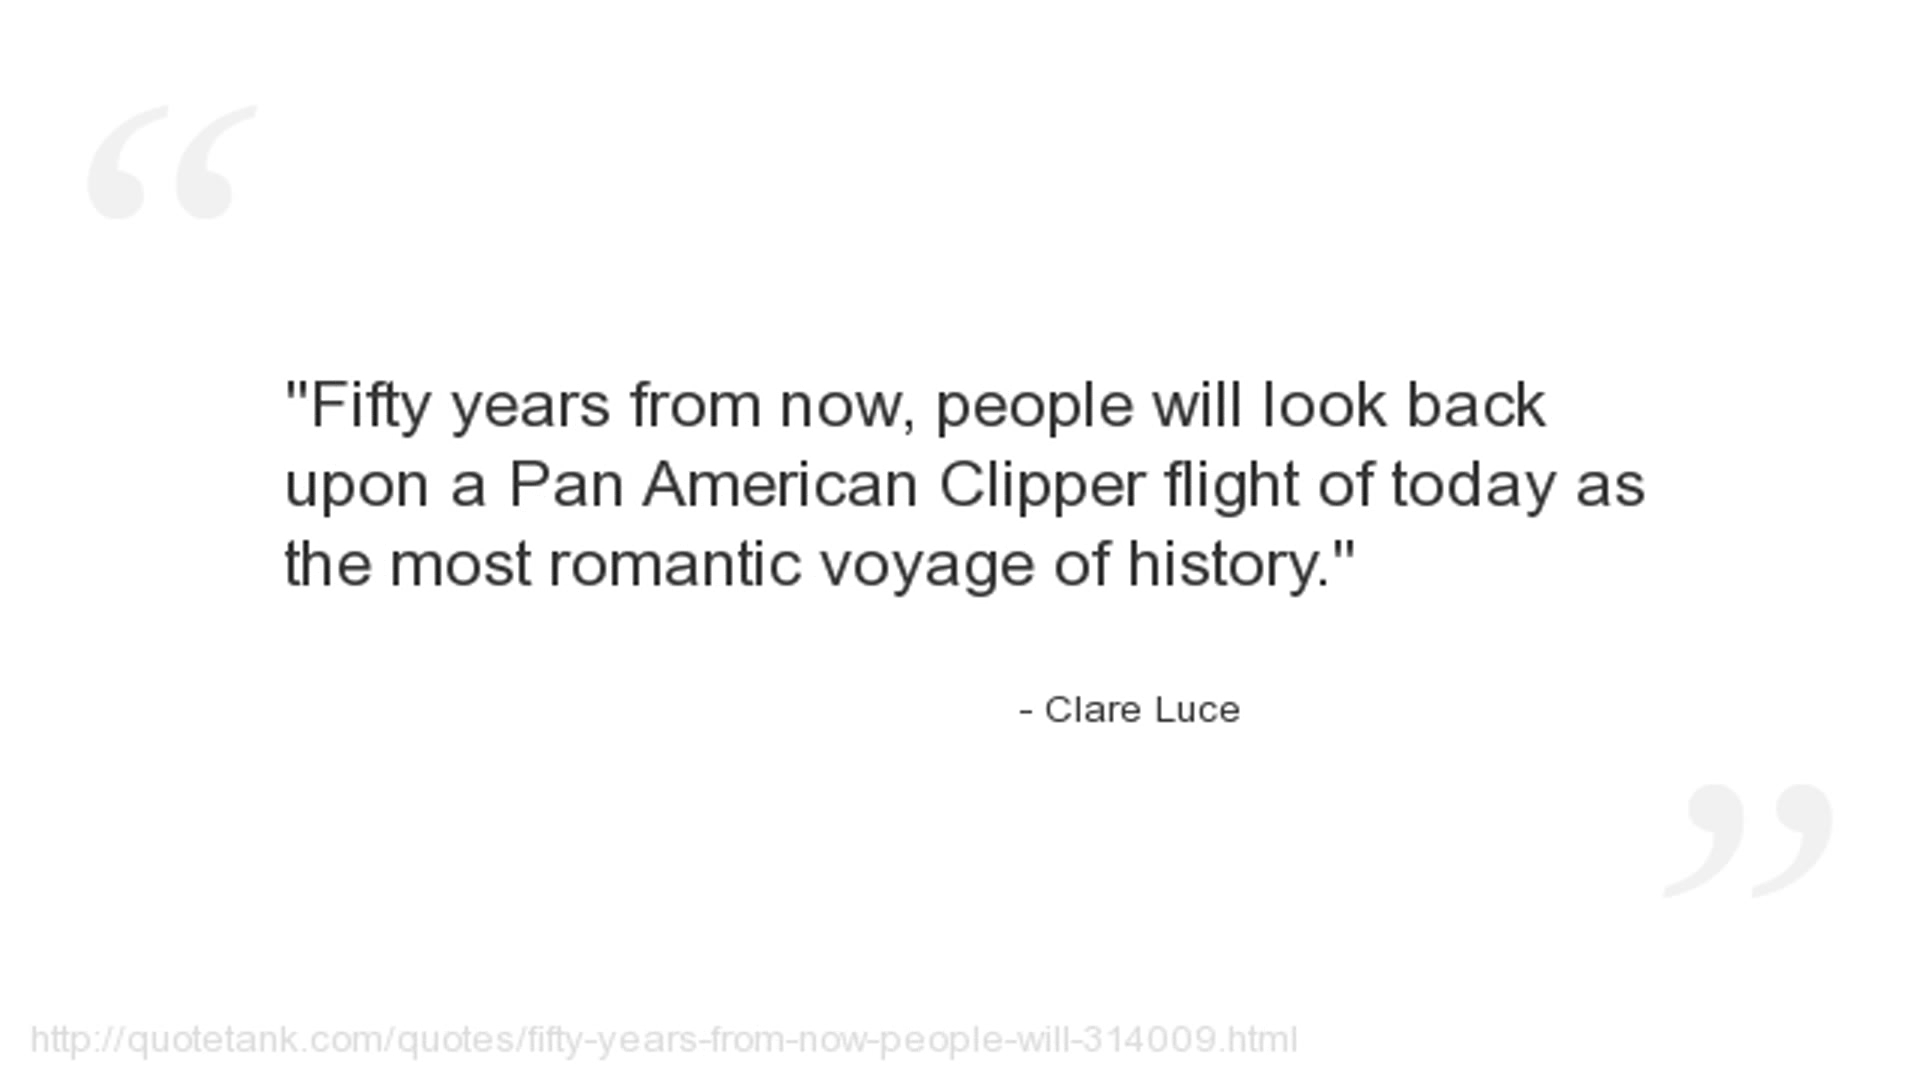 "Fifty years from now, people will look back
upon a Pan American Clipper flight of today as
the most romantic voyage of history."
- Clare Luce
http://quotetank.com/quotes/fifty-years-from-now-people-will-314009.html